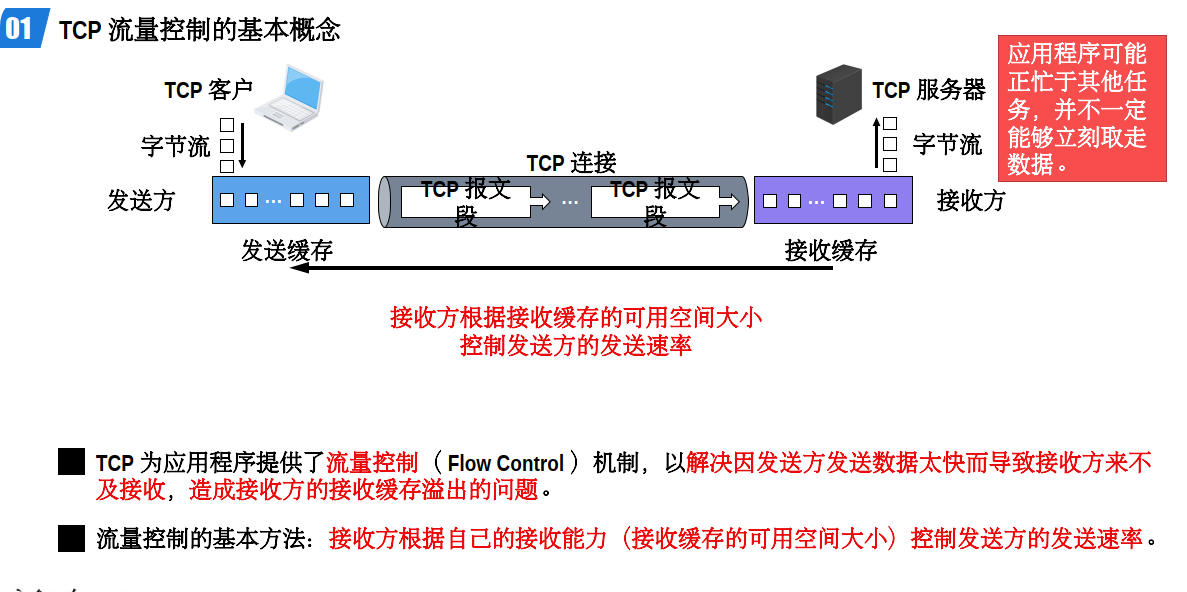 01 TCP 流量控制的基本概念
应用程序可能
正忙于其他任
务，并不一定
能够立刻取走
数据。
TCP 客户
TCP 服务器
字节流
字节流
TCP 连接
发送方
TCP 报文
段
...
TCP 报文
段
接收方
...
...
发送缓存
接收缓存
接收方根据接收缓存的可用空间大小
控制发送方的发送速率
TCP 为应用程序提供了流量控制（Flow Control）机制，以解决因发送方发送数据太快而导致接收方来不
及接收，造成接收方的接收缓存溢出的问题。
流量控制的基本方法：接收方根据自己的接收能力（接收缓存的可用空间大小）控制发送方的发送速率。